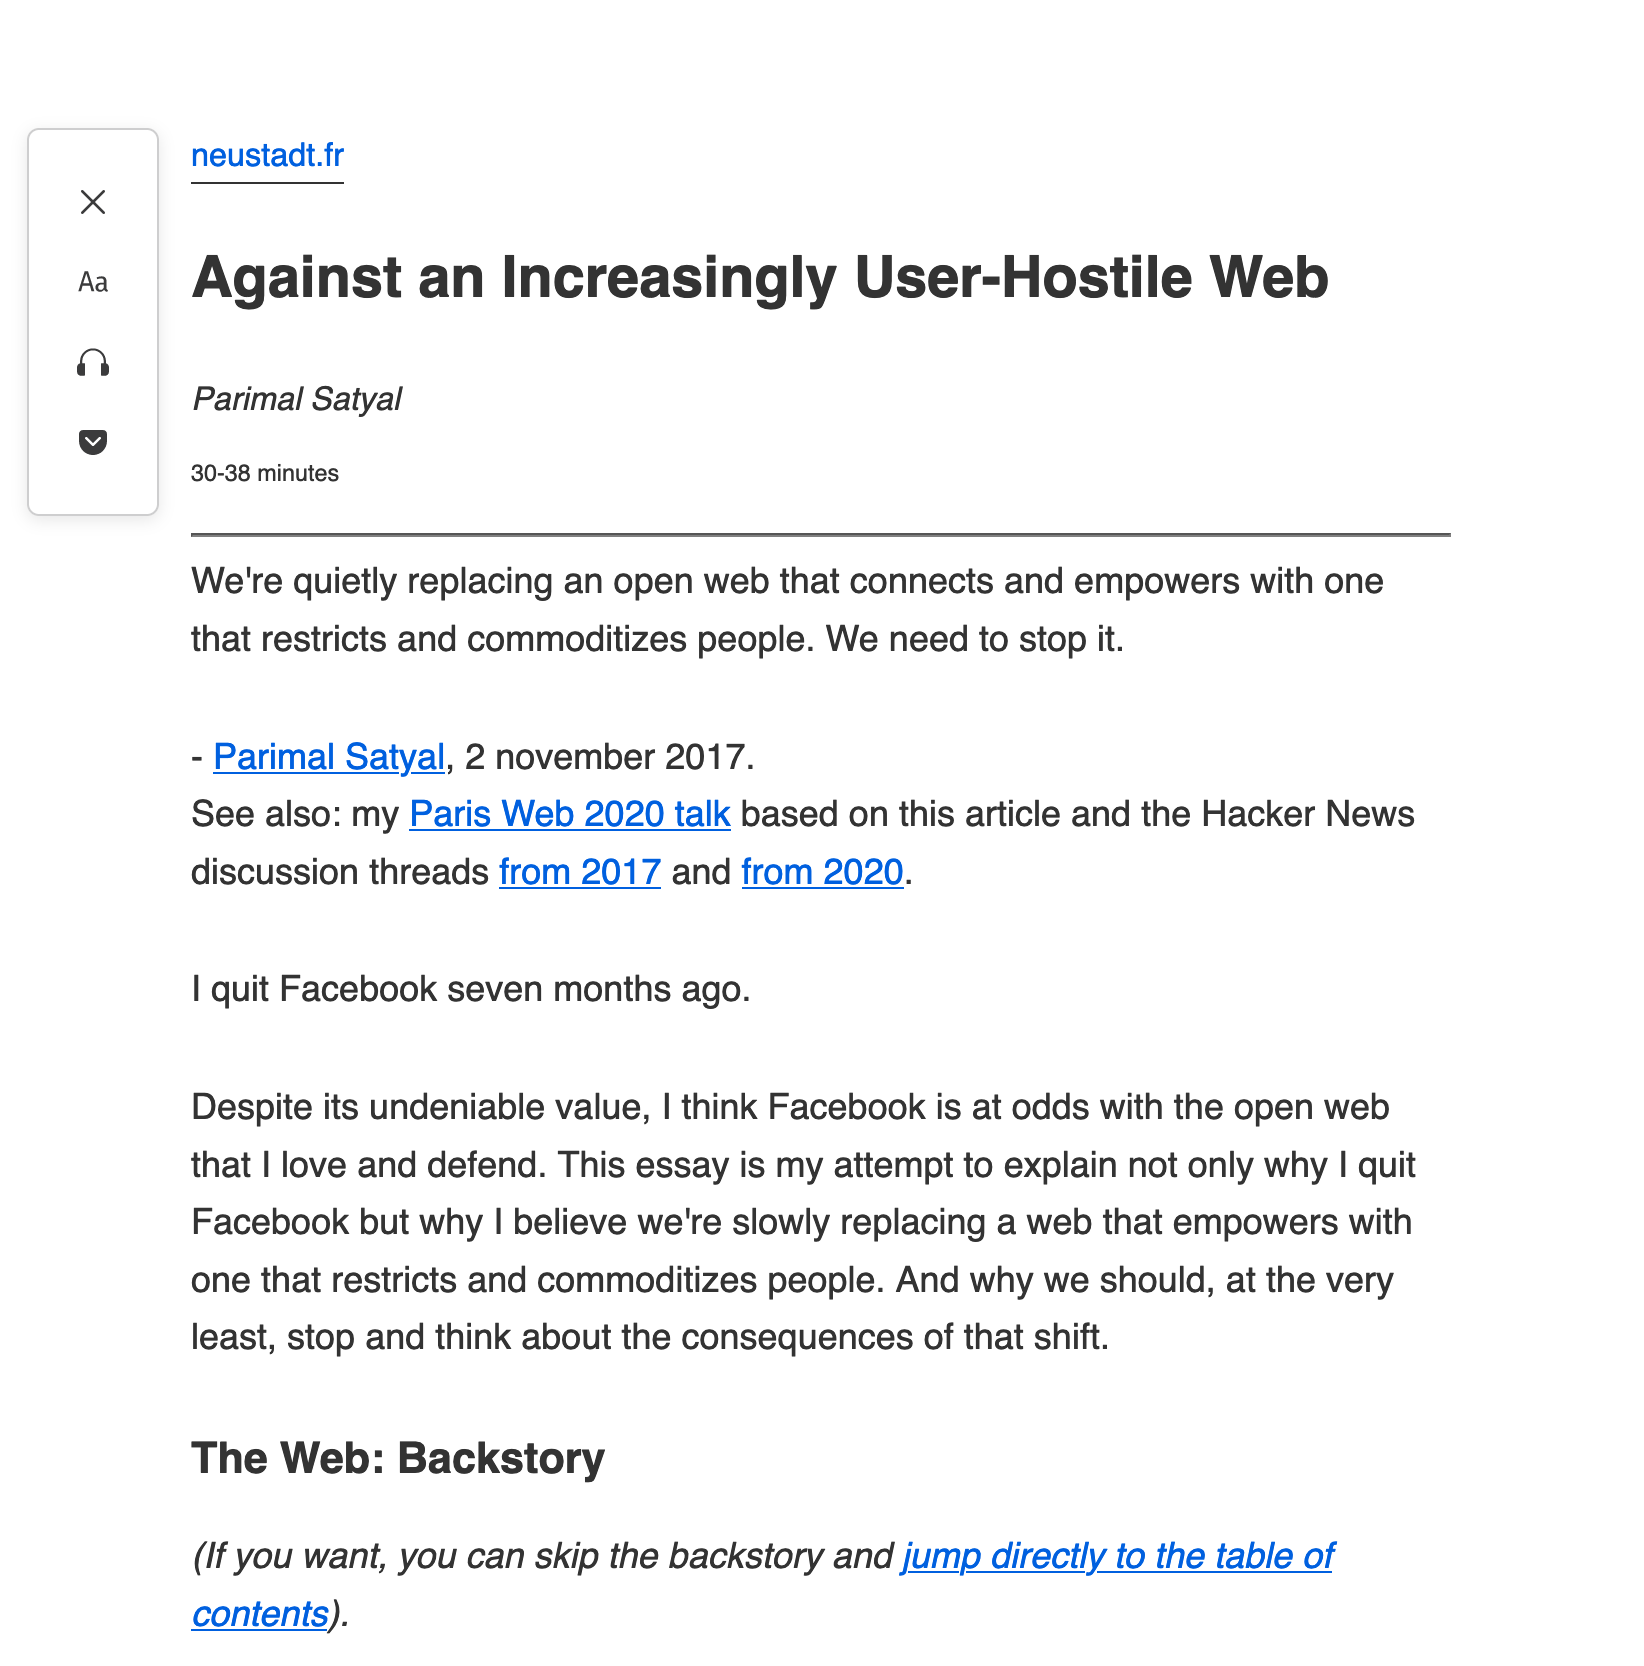 neustadt.fr
Against an Increasingly User-Hostile Web
Aa
Parimal Satyal
30-38 minutes
We're quietly replacing an open web that connects and empowers with one
that restricts and commoditizes people. We need to stop it.
- Parimal Satyal, 2 november 2017.
See also: my Paris Web 2020 talk based on this article and the Hacker News
discussion threads from 2017 and from 2020.
I quit Facebook seven months ago.
Despite its undeniable value, I think Facebook is at odds with the open web
that I love and defend. This essay is my attempt to explain not only why I quit
Facebook but why I believe we're slowly replacing a web that empowers with
one that restricts and commoditizes people. And why we should, at the very
least, stop and think about the consequences of that shift.
The Web: Backstory
(If you want, you can skip the backstory and jump directly to the table of
contents).